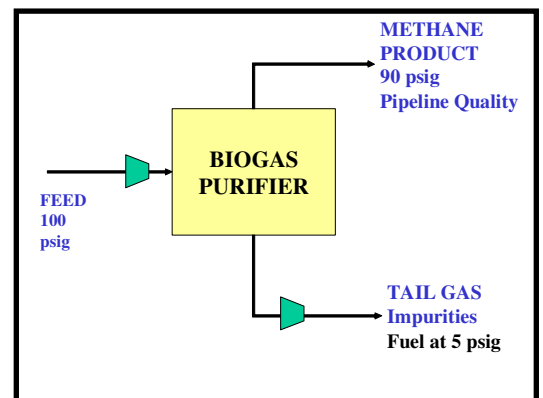 METHANE
PRODUCT
90 psig
Pipeline Quality
BIOGAS
PURIFIER
FEED
100
psig
TAIL GAS
Impurities
Fuel at 5 psig